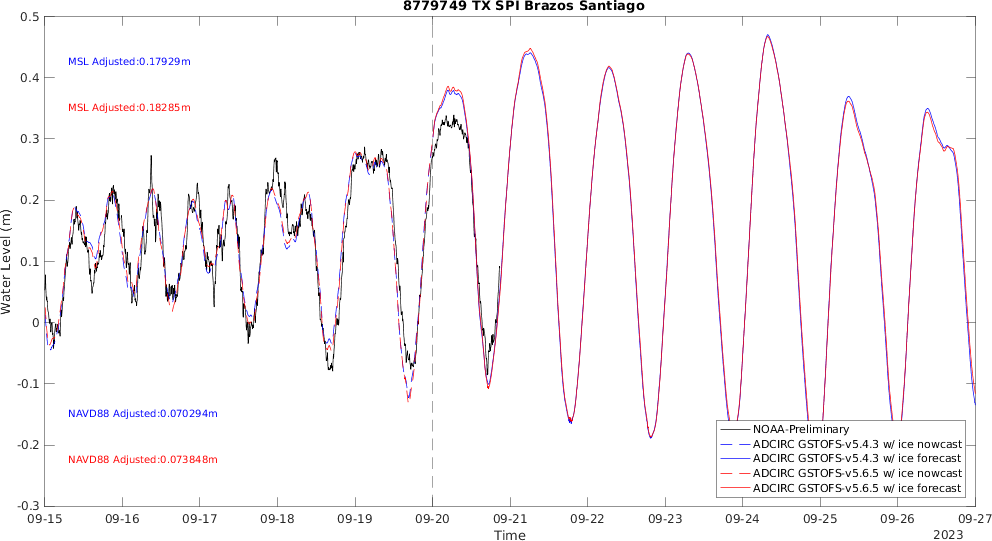 8779749 TX SPI Brazos Santiago
0.5
0.4
0.3
0.2
0.1
0
-0.1
-0.2
-0.3
Water Level (m)
MSL Adjusted:0.17929m
MSL Adjusted:0.18285m
NAVD88 Adjusted:0.070294m
NAVD88 Adjusted:0.073848m
NOAA-Preliminary
ADCIRC GSTOFS-v5.4.3 w/ ice nowcast
ADCIRC GSTOFS-v5.4.3 w/ ice forecast
ADCIRC GSTOFS-v5.6.5 w/ ice nowcast
ADCIRC GSTOFS-v5.6.5 w/ ice forecast
09-15 09-16 09-17 09-18 09-19 09-20 09-21 09-22 09-23 09-24 09-25 09-26 09-27
Time
2023